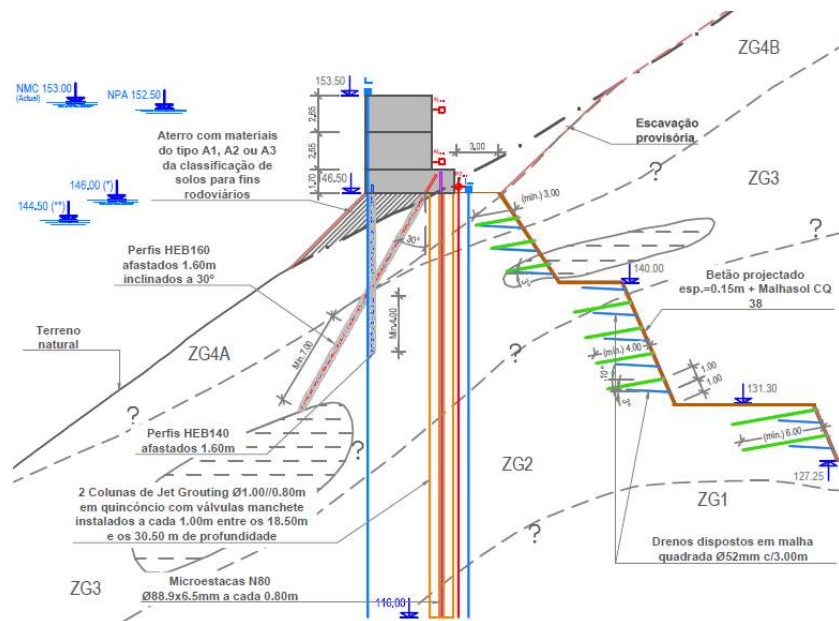 ZG4B
NMC 153.00
(Actual)
NPA 152.50
153.50
Aterro com materiais
do tipo A1, A2 ou A3
da classificação de
solos para fins
rodoviários
2,65
2,65
1,70
146.50
3,00
Escavação
provisória
146.00 (*)
144.50 (**)
ZG3
(min.) 3.00
?
Perfis HEB160
afastados 1.60m
inclinados a 30º
30°
3°
140.00
Betão projectado
esp.=0.15m + Malhasol CQ
38
Terreno
natural
Min.7.00
Min.4.00
?
(min.) 4.00
10°
1.00
1.00
3°
ZG4A
131.30
?
Perfis HEB140
afastados 1.60m
?
(min.) 6.00
ZG2
127.25
2 Colunas de Jet Grouting Ø1.00//0.80m
em quincôncio com válvulas manchete
instalados a cada 1.00m entre os 18.50m
e os 30.50 m de profundidade
ZG1
?
Drenos dispostos em malha
quadrada Ø52mm c/3.00m
ZG3
?
Microestacas N80
Ø88.9x6.5mm a cada 0.80m
116.00